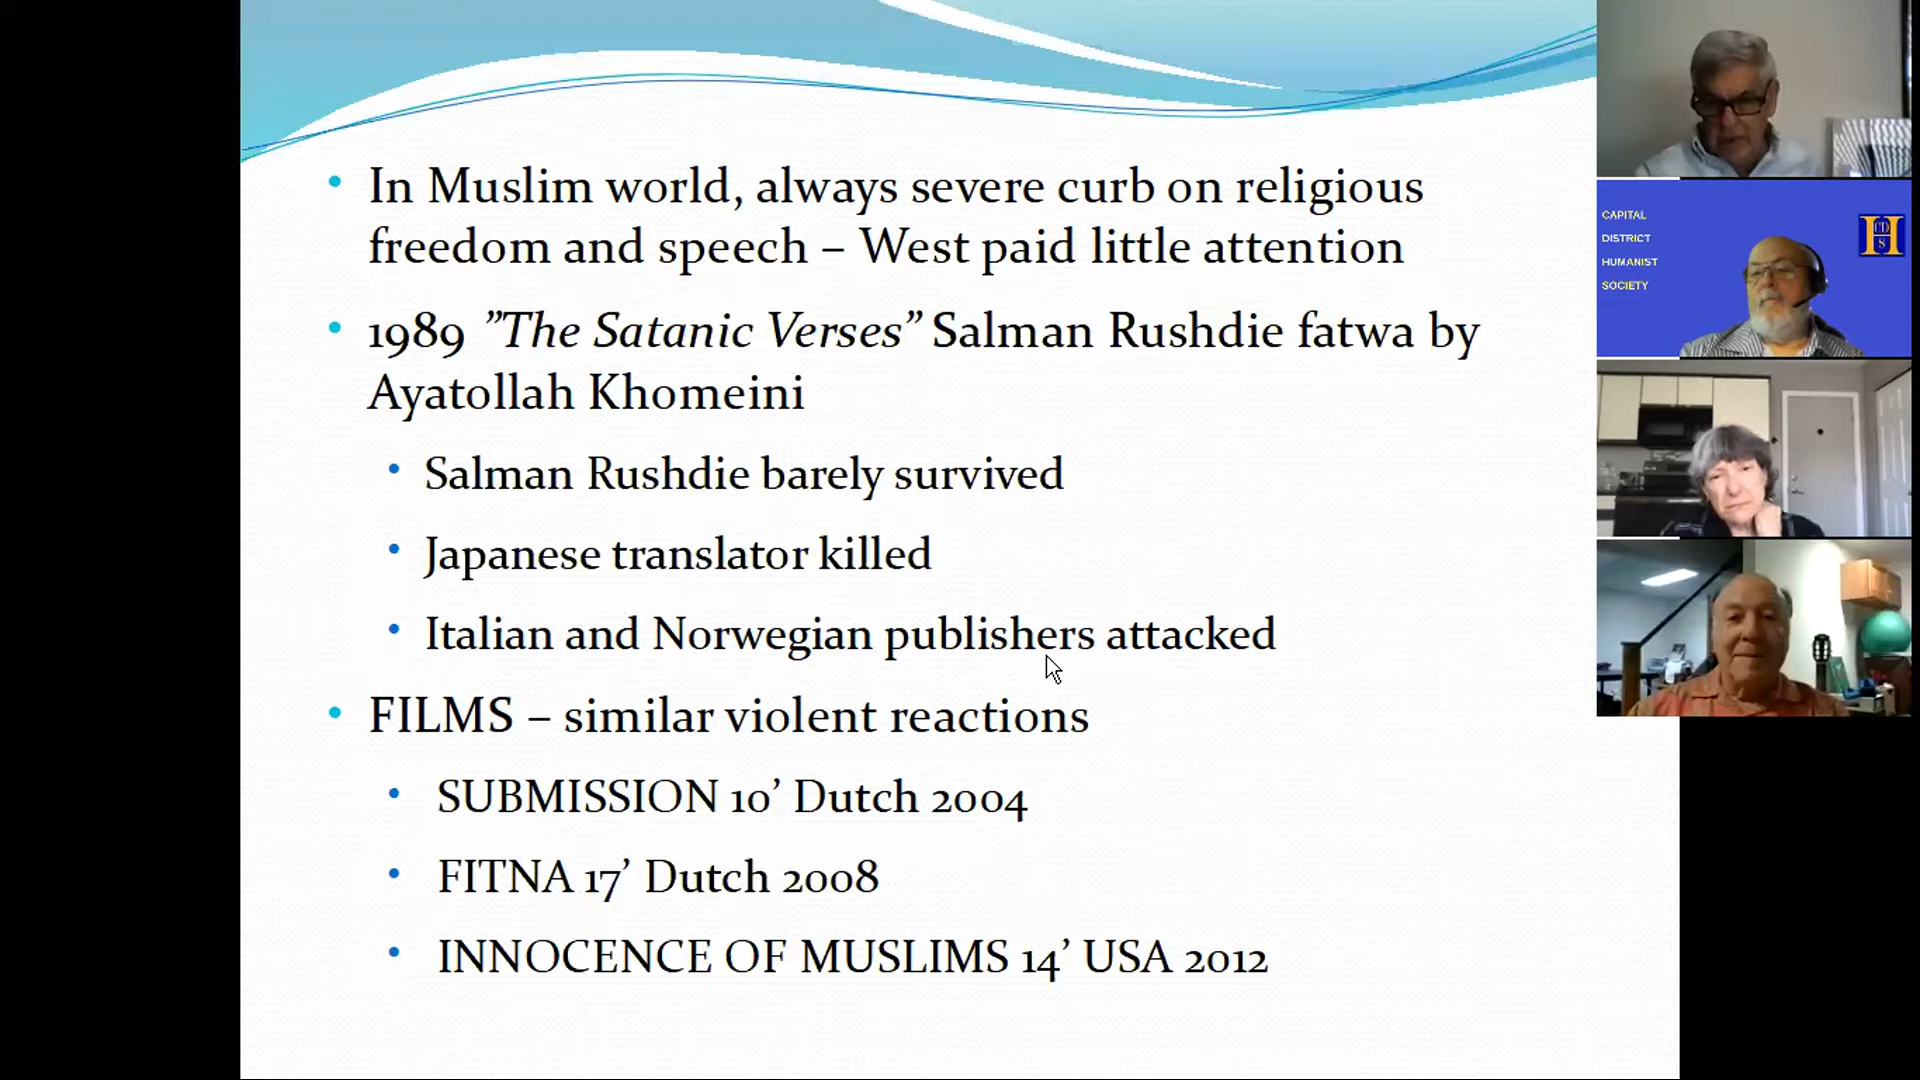 In Muslim world, always severe curb on religious
freedom and speech – West paid little attention
1989 ”The Satanic Verses” Salman Rushdie fatwa by
Ayatollah Khomeini
Salman Rushdie barely survived
Japanese translator killed
Italian and Norwegian publishers attacked
FILMS – similar violent reactions
SUBMISSION 10’ Dutch 2004
FITNA 17’ Dutch 2008
INNOCENCE OF MUSLIMS 14’ USA 2012
CAPITAL
DISTRICT
HUMANIST
SOCIETY
H
CD
S